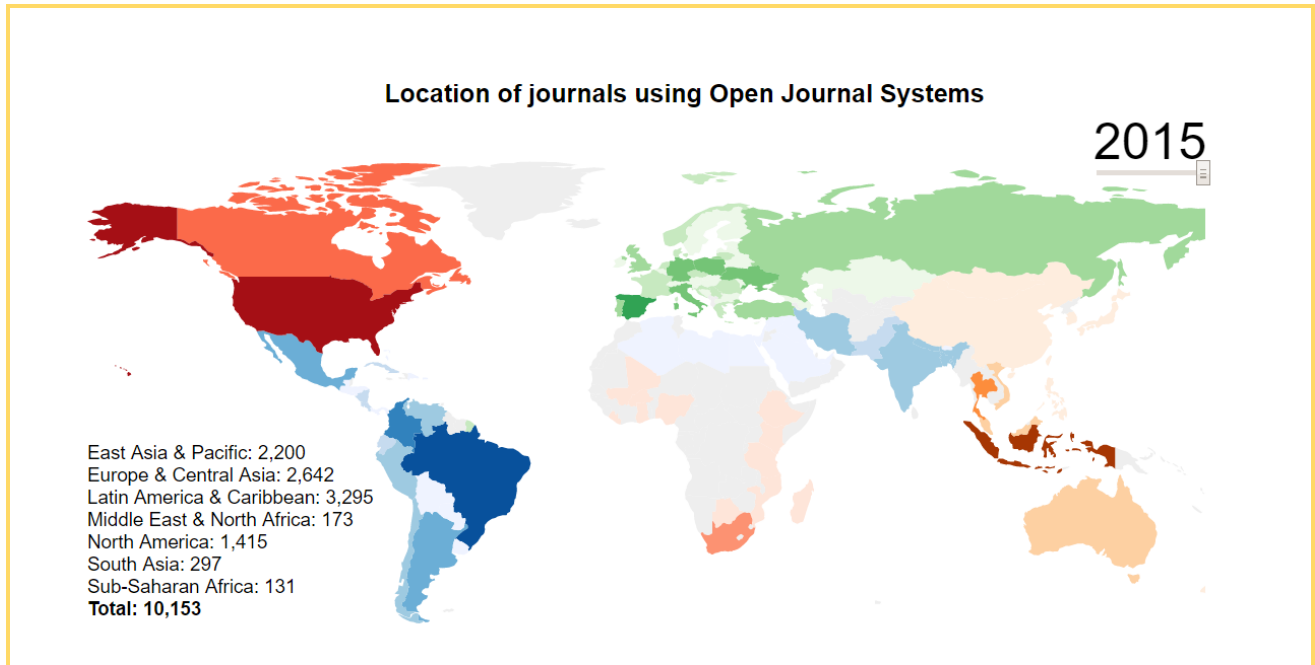 Location of journals using Open Journal Systems
2015
East Asia & Pacific: 2,200
Europe & Central Asia: 2,642
Latin America & Caribbean: 3,295
Middle East & North Africa: 173
North America: 1,415
South Asia: 297
Sub-Saharan Africa: 131
Total: 10,153